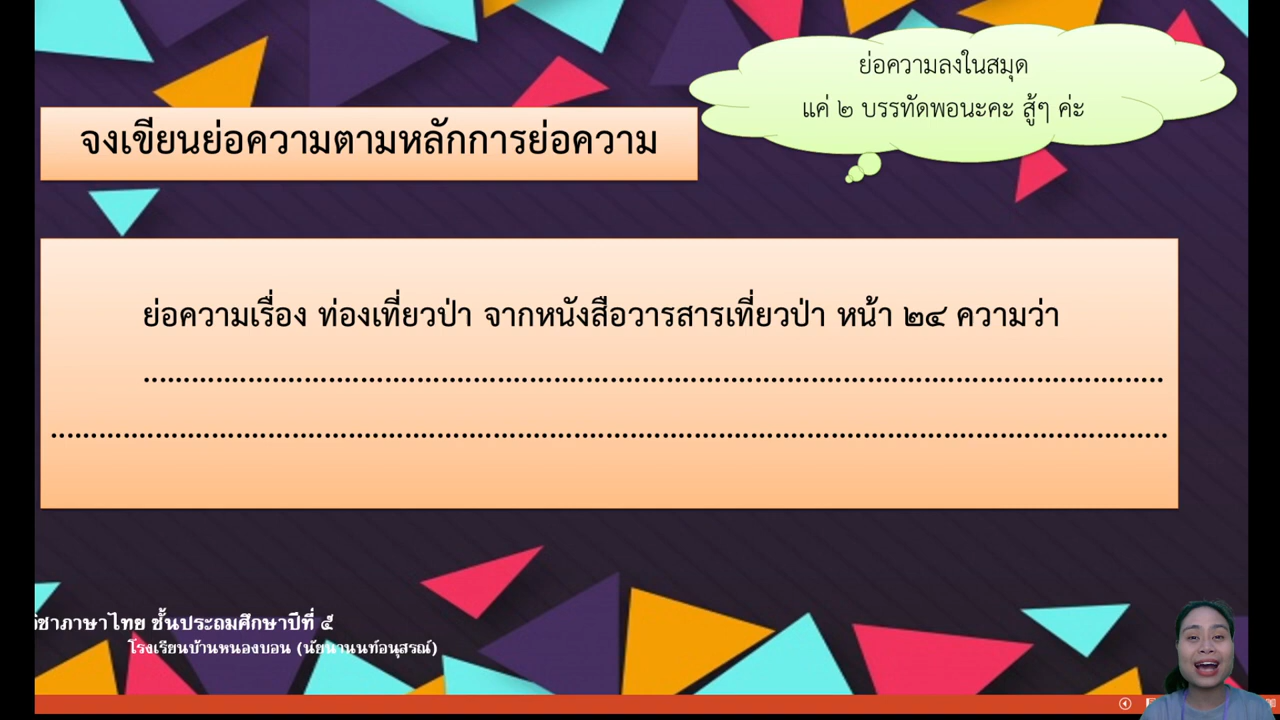 ย่อความลงในสมุด
แค่ ๒ บรรทัดพอนะคะ สู้ๆ ค่ะ
จงเขียนย่อความตามหลักการย่อความ
ย่อความเรื่อง ท่องเที่ยวป่า จากหนังสือวารสารเที่ยวป่า หน้า ๒๔ ความว่า
................................................................................
................................................................................
วิชาภาษาไทย ชั้นประถมศึกษาปีที่ ๕
โรงเรียนบ้านหนองบอน (นัยนานนท์อนุสรณ์)